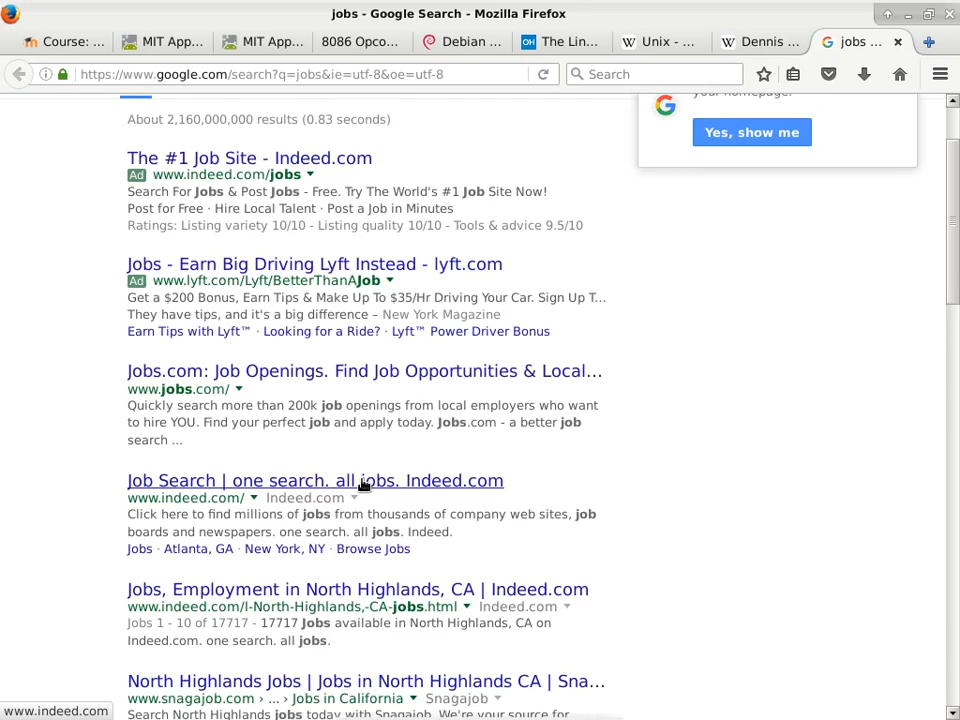 jobs - Google Search - Mozilla Firefox
Course: ... MIT App... MIT App... 8086 Opco... Debian ... The Lin... Unix - ... Dennis ... jobs ...
https://www.google.com/search?q=jobs&ie=utf-8&oe=utf-8 Search
your homepage.
Yes, show me
About 2,160,000,000 results (0.83 seconds)
The #1 Job Site - Indeed.com
Ad www.indeed.com/jobs
Search For Jobs & Post Jobs - Free. Try The World's #1 Job Site Now!
Post for Free · Hire Local Talent · Post a Job in Minutes
Ratings: Listing variety 10/10 - Listing quality 10/10 - Tools & advice 9.5/10
Jobs - Earn Big Driving Lyft Instead - lyft.com
Ad www.lyft.com/Lyft/BetterThanAJob
Get a $200 Bonus, Earn Tips & Make Up To $35/Hr Driving Your Car. Sign Up T...
They have tips, and it's a big difference – New York Magazine
Earn Tips with Lyft™ · Looking for a Ride? · Lyft™ Power Driver Bonus
Jobs.com: Job Openings. Find Job Opportunities & Local...
www.jobs.com/
Quickly search more than 200k job openings from local employers who want
to hire YOU. Find your perfect job and apply today. Jobs.com - a better job
search ...
Job Search | one search. all jobs. Indeed.com
www.indeed.com/ Indeed.com
Click here to find millions of jobs from thousands of company web sites, job
boards and newspapers. one search. all jobs. Indeed.
Jobs · Atlanta, GA · New York, NY · Browse Jobs
Jobs, Employment in North Highlands, CA | Indeed.com
www.indeed.com/l-North-Highlands,-CA-jobs.html Indeed.com
Jobs 1 - 10 of 17717 - 17717 Jobs available in North Highlands, CA on
Indeed.com. one search. all jobs.
North Highlands Jobs | Jobs in North Highlands CA | Sna...
www.snagajob.com › ... › Jobs in California Snagajob
Search North Highlands jobs today with Snagajob. We're your source for
www.indeed.com